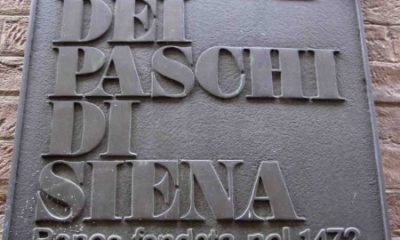 DEI
PASCHI
DI
SIENA
Banca fondata nel 1472